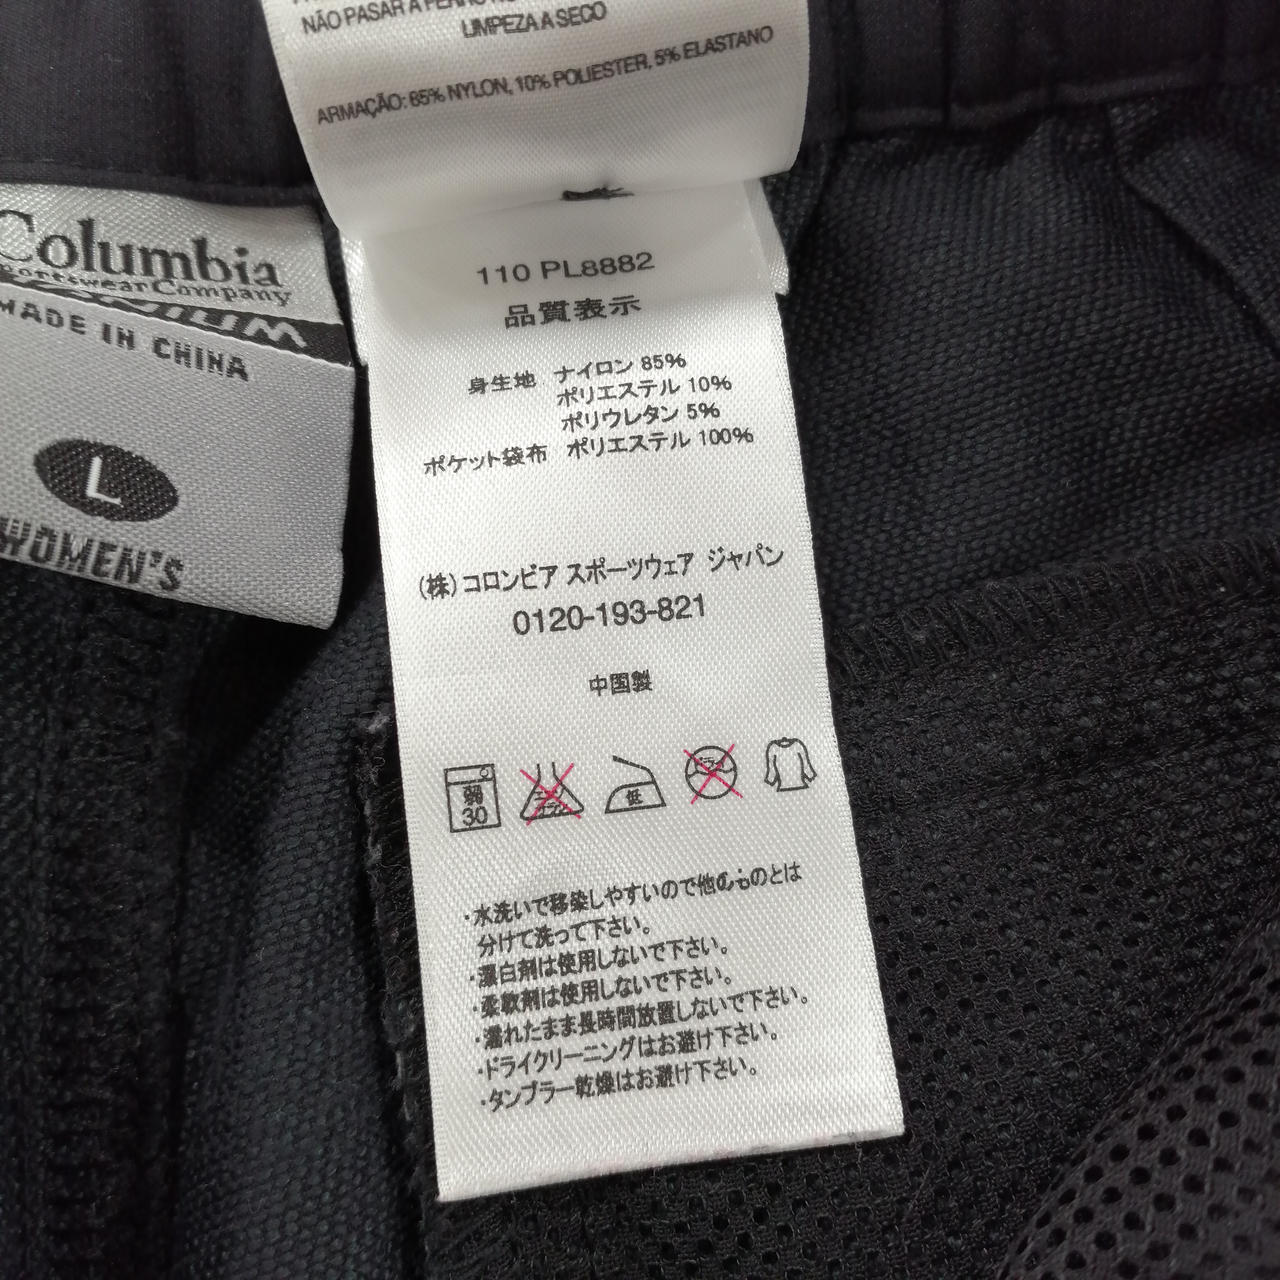 LIMPEZA A SECO
ARMAÇÃO: 85% NYLON, 10% POLIESTER, 5% ELASTANO
Columbia
Sportswear Company
MADE IN CHINA
L
WOMEN'S
110 PL8882
品質表示
身生地 ナイロン 85%
ポリエステル 10%
ポリウレタン 5%
ポケット袋布 ポリエステル 100%
(株)コロンビア スポーツウェア ジャパン
0120-193-821
中国製
弱
30
低
・水洗いで移染しやすいので他のものとは
分けて洗って下さい。
・漂白剤は使用しないで下さい。
・柔軟剤は使用しないで下さい。
・濡れたまま長時間放置しないで下さい。
・ドライクリーニングはお避け下さい。
・タンブラー乾燥はお避け下さい。